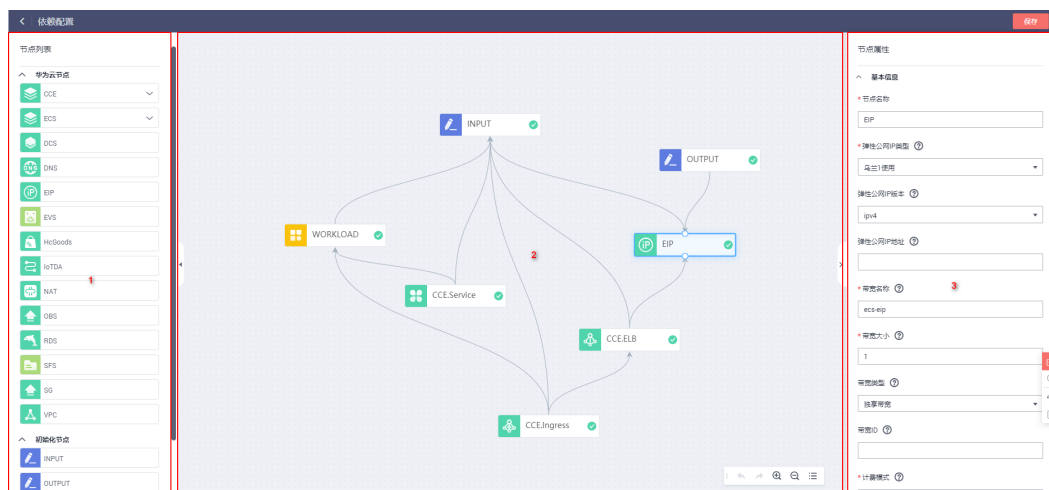 依赖配置
保存
节点列表
华为云节点
CCE
ECS
DCS
DNS
EIP
EVS
HcGoods
IoTDA
1
NAT
OBS
RDS
SFS
SG
VPC
初始化节点
INPUT
OUTPUT
INPUT
OUTPUT
WORKLOAD
EIP
2
CCE.Service
CCE.ELB
CCE.Ingress
节点属性
基本信息
*节点名称
EIP
*弹性公网IP类型
乌兰1使用
弹性公网IP版本
ipv4
弹性公网IP地址
*带宽名称
3
ecs-eip
*带宽大小
1
带宽类型
独享带宽
带宽ID
*计费模式